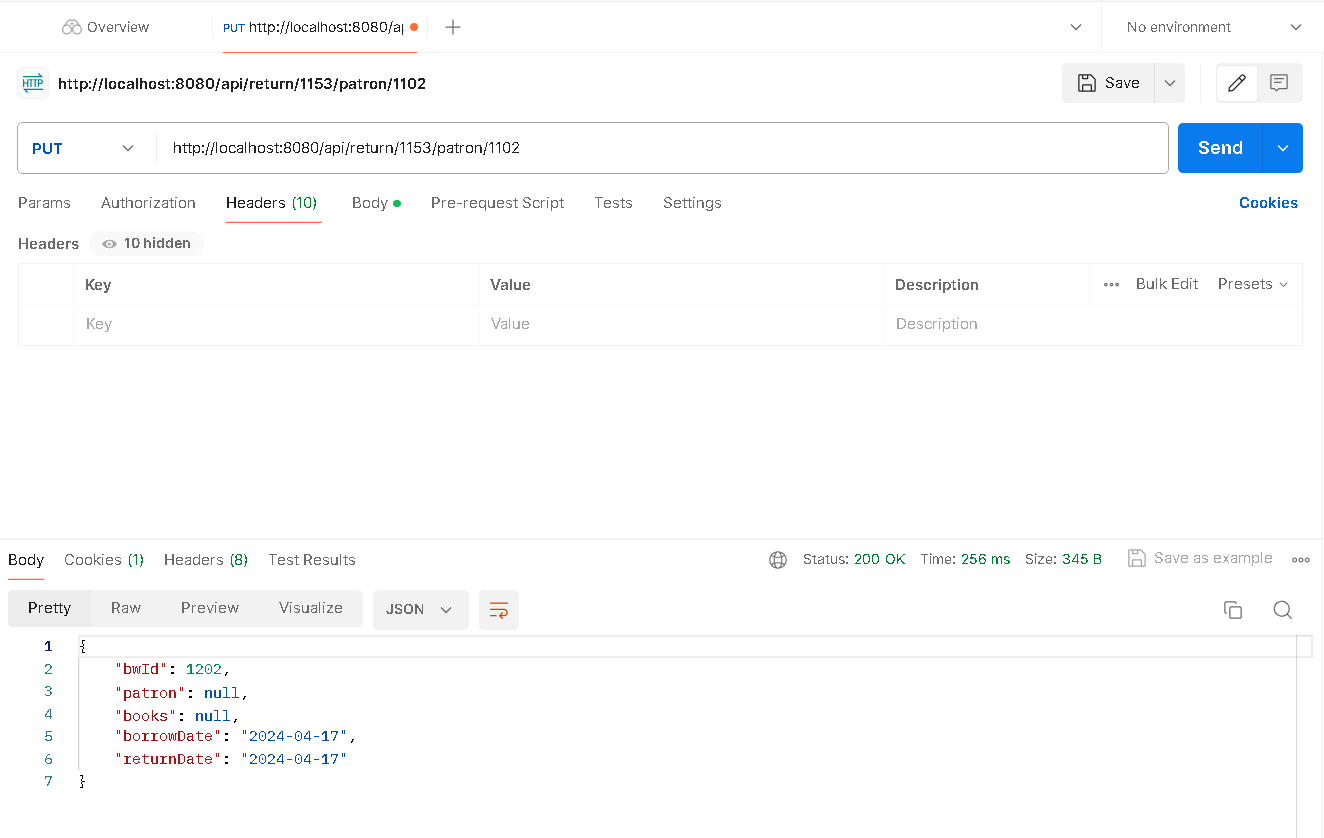 Overview PUT http://localhost:8080/ap No environment
HTTP http://localhost:8080/api/return/1153/patron/1102 Save
PUT http://localhost:8080/api/return/1153/patron/1102 Send
Params Authorization Headers (10) Body Pre-request Script Tests Settings Cookies
Headers 10 hidden
Key Value Description Bulk Edit Presets
Key Value Description
Body Cookies (1) Headers (8) Test Results Status: 200 OK Time: 256 ms Size: 345 B Save as example
Pretty Raw Preview Visualize JSON
1 {
2 "bwId": 1202,
3 "patron": null,
4 "books": null,
5 "borrowDate": "2024-04-17",
6 "returnDate": "2024-04-17"
7 }